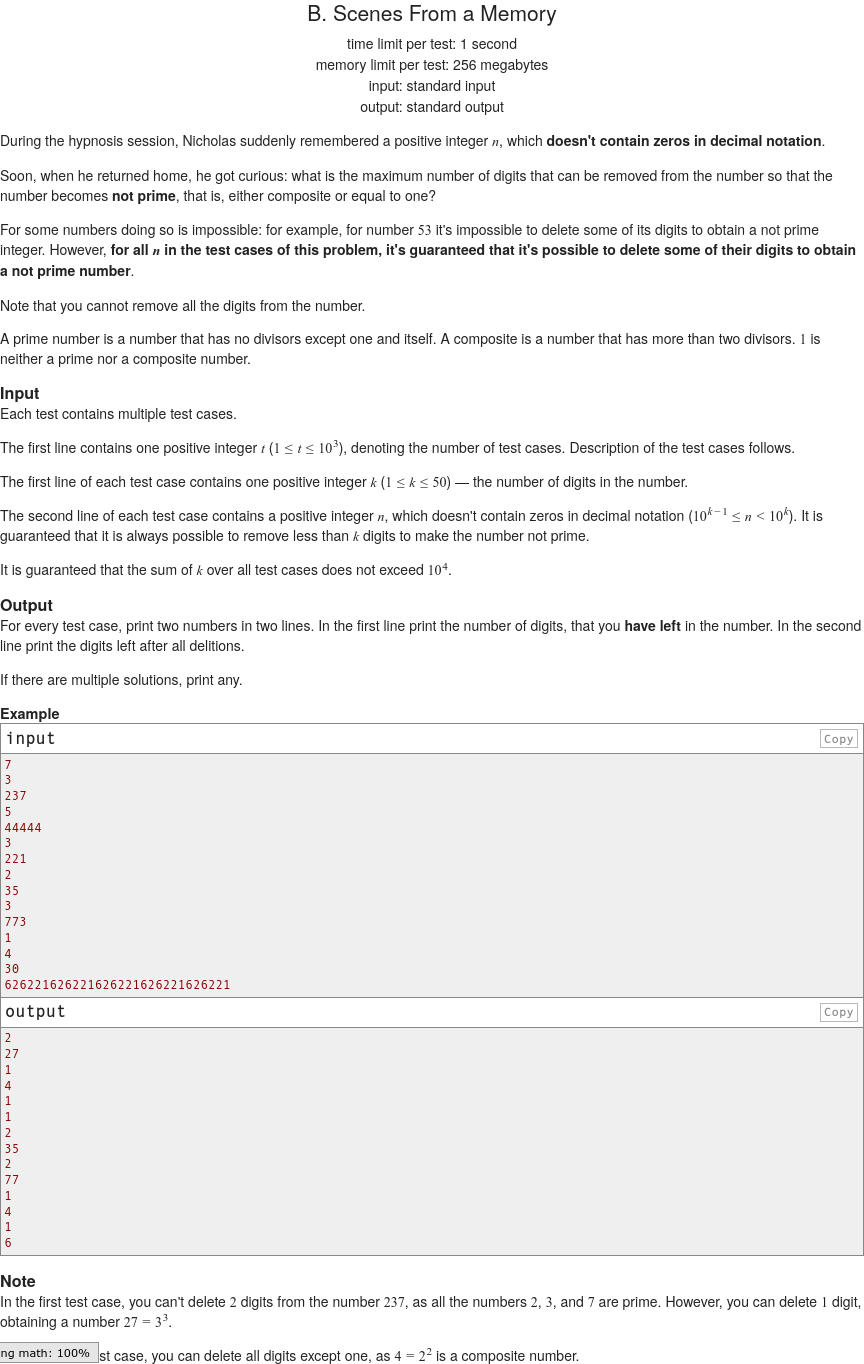 B. Scenes From a Memory
time limit per test: 1 second
memory limit per test: 256 megabytes
input: standard input
output: standard output
During the hypnosis session, Nicholas suddenly remembered a positive integer n, which doesn't contain zeros in decimal notation.
Soon, when he returned home, he got curious: what is the maximum number of digits that can be removed from the number so that the
number becomes not prime, that is, either composite or equal to one?
For some numbers doing so is impossible: for example, for number 53 it's impossible to delete some of its digits to obtain a not prime
integer. However, for all n in the test cases of this problem, it's guaranteed that it's possible to delete some of their digits to obtain
a not prime number.
Note that you cannot remove all the digits from the number.
A prime number is a number that has no divisors except one and itself. A composite is a number that has more than two divisors. 1 is
neither a prime nor a composite number.
Input
Each test contains multiple test cases.
The first line contains one positive integer t (1 ≤ t ≤ 10^3), denoting the number of test cases. Description of the test cases follows.
The first line of each test case contains one positive integer k (1 ≤ k ≤ 50) — the number of digits in the number.
The second line of each test case contains a positive integer n, which doesn't contain zeros in decimal notation (10^{k−1} ≤ n < 10^k). It is
guaranteed that it is always possible to remove less than k digits to make the number not prime.
It is guaranteed that the sum of k over all test cases does not exceed 10^4.
Output
For every test case, print two numbers in two lines. In the first line print the number of digits, that you have left in the number. In the second
line print the digits left after all delitions.
If there are multiple solutions, print any.
Example
input
Copy
7
3
237
5
44444
3
221
2
35
3
773
1
4
30
626221626221626221626221626221
output
Copy
2
27
1
4
1
1
2
35
2
77
1
4
1
6
Note
In the first test case, you can't delete 2 digits from the number 237, as all the numbers 2, 3, and 7 are prime. However, you can delete 1 digit,
obtaining a number 27 = 3^3.
ng math: 100% st case, you can delete all digits except one, as 4 = 2^2 is a composite number.